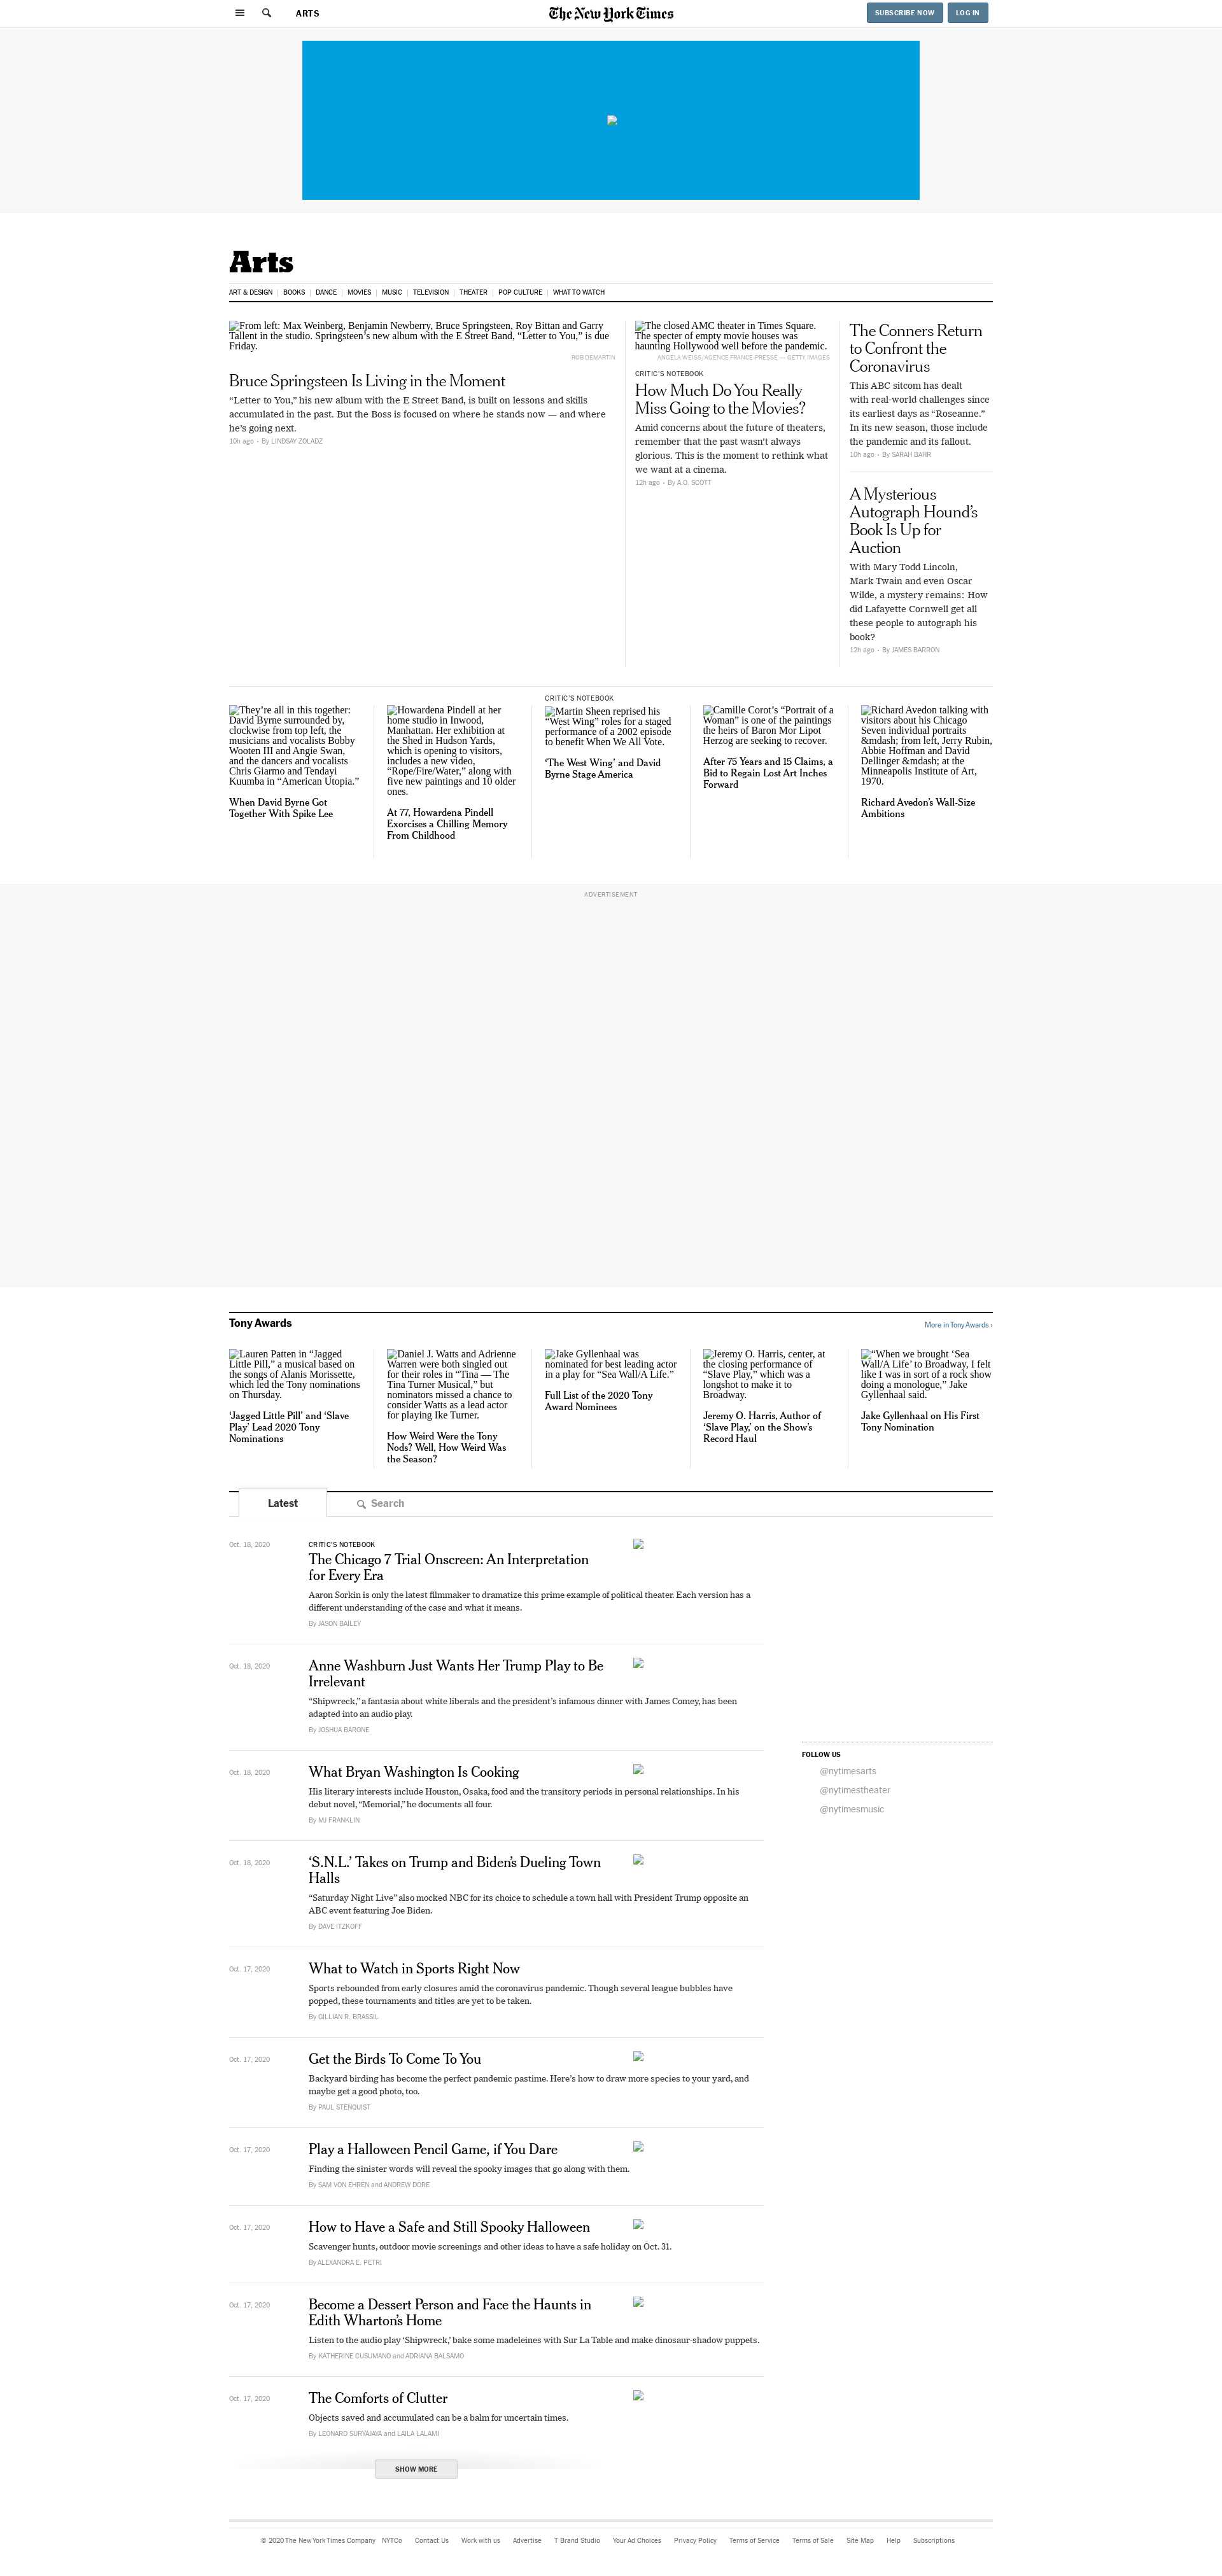 ARTS
The New York Times
SUBSCRIBE NOW
LOG IN
Arts
ART & DESIGN
BOOKS
DANCE
MOVIES
MUSIC
TELEVISION
THEATER
POP CULTURE
WHAT TO WATCH
From left: Max Weinberg, Benjamin Newberry, Bruce Springsteen, Roy Bittan and Garry
Tallent in the studio. Springsteen’s new album with the E Street Band, “Letter to You,” is due
Friday.
ROB DEMARTIN
Bruce Springsteen Is Living in the Moment
“Letter to You,” his new album with the E Street Band, is built on lessons and skills
accumulated in the past. But the Boss is focused on where he stands now — and where
he’s going next.
10h ago • By LINDSAY ZOLADZ
The closed AMC theater in Times Square.
The specter of empty movie houses was
haunting Hollywood well before the pandemic.
ANGELA WEISS/AGENCE FRANCE-PRESSE — GETTY IMAGES
CRITIC’S NOTEBOOK
How Much Do You Really
Miss Going to the Movies?
Amid concerns about the future of theaters,
remember that the past wasn’t always
glorious. This is the moment to rethink what
we want at a cinema.
12h ago • By A.O. SCOTT
The Conners Return
to Confront the
Coronavirus
This ABC sitcom has dealt
with real-world challenges since
its earliest days as “Roseanne.”
In its new season, those include
the pandemic and its fallout.
10h ago • By SARAH BAHR
A Mysterious
Autograph Hound’s
Book Is Up for
Auction
With Mary Todd Lincoln,
Mark Twain and even Oscar
Wilde, a mystery remains: How
did Lafayette Cornwell get all
these people to autograph his
book?
12h ago • By JAMES BARRON
They’re all in this together:
David Byrne surrounded by,
clockwise from top left, the
musicians and vocalists Bobby
Wooten III and Angie Swan,
and the dancers and vocalists
Chris Giarmo and Tendayi
Kuumba in “American Utopia.”
When David Byrne Got
Together With Spike Lee
Howardena Pindell at her
home studio in Inwood,
Manhattan. Her exhibition at
the Shed in Hudson Yards,
which is opening to visitors,
includes a new video,
“Rope/Fire/Water,” along with
five new paintings and 10 older
ones.
At 77, Howardena Pindell
Exorcises a Chilling Memory
From Childhood
CRITIC’S NOTEBOOK
Martin Sheen reprised his
“West Wing” roles for a staged
performance of a 2002 episode
to benefit When We All Vote.
‘The West Wing’ and David
Byrne Stage America
Camille Corot’s “Portrait of a
Woman” is one of the paintings
the heirs of Baron Mor Lipot
Herzog are seeking to recover.
After 75 Years and 15 Claims, a
Bid to Regain Lost Art Inches
Forward
Richard Avedon talking with
visitors about his Chicago
Seven individual portraits
&mdash; from left, Jerry Rubin,
Abbie Hoffman and David
Dellinger &mdash; at the
Minneapolis Institute of Art,
1970.
Richard Avedon’s Wall-Size
Ambitions
ADVERTISEMENT
Tony Awards
More in Tony Awards ›
Lauren Patten in “Jagged
Little Pill,” a musical based on
the songs of Alanis Morissette,
which led the Tony nominations
on Thursday.
‘Jagged Little Pill’ and ‘Slave
Play’ Lead 2020 Tony
Nominations
Daniel J. Watts and Adrienne
Warren were both singled out
for their roles in “Tina — The
Tina Turner Musical,” but
nominators missed a chance to
consider Watts as a lead actor
for playing Ike Turner.
How Weird Were the Tony
Nods? Well, How Weird Was
the Season?
Jake Gyllenhaal was
nominated for best leading actor
in a play for “Sea Wall/A Life.”
Full List of the 2020 Tony
Award Nominees
Jeremy O. Harris, center, at
the closing performance of
“Slave Play,” which was a
longshot to make it to
Broadway.
Jeremy O. Harris, Author of
‘Slave Play,’ on the Show’s
Record Haul
“When we brought ‘Sea
Wall/A Life’ to Broadway, I felt
like I was in sort of a rock show
doing a monologue,” Jake
Gyllenhaal said.
Jake Gyllenhaal on His First
Tony Nomination
Latest
Search
Oct. 18, 2020
CRITIC’S NOTEBOOK
The Chicago 7 Trial Onscreen: An Interpretation
for Every Era
Aaron Sorkin is only the latest filmmaker to dramatize this prime example of political theater. Each version has a
different understanding of the case and what it means.
By JASON BAILEY
Oct. 18, 2020
Anne Washburn Just Wants Her Trump Play to Be
Irrelevant
“Shipwreck,” a fantasia about white liberals and the president’s infamous dinner with James Comey, has been
adapted into an audio play.
By JOSHUA BARONE
Oct. 18, 2020
What Bryan Washington Is Cooking
His literary interests include Houston, Osaka, food and the transitory periods in personal relationships. In his
debut novel, “Memorial,” he documents all four.
By MJ FRANKLIN
Oct. 18, 2020
‘S.N.L.’ Takes on Trump and Biden’s Dueling Town
Halls
“Saturday Night Live” also mocked NBC for its choice to schedule a town hall with President Trump opposite an
ABC event featuring Joe Biden.
By DAVE ITZKOFF
Oct. 17, 2020
What to Watch in Sports Right Now
Sports rebounded from early closures amid the coronavirus pandemic. Though several league bubbles have
popped, these tournaments and titles are yet to be taken.
By GILLIAN R. BRASSIL
Oct. 17, 2020
Get the Birds To Come To You
Backyard birding has become the perfect pandemic pastime. Here’s how to draw more species to your yard, and
maybe get a good photo, too.
By PAUL STENQUIST
Oct. 17, 2020
Play a Halloween Pencil Game, if You Dare
Finding the sinister words will reveal the spooky images that go along with them.
By SAM VON EHREN and ANDREW DORE
Oct. 17, 2020
How to Have a Safe and Still Spooky Halloween
Scavenger hunts, outdoor movie screenings and other ideas to have a safe holiday on Oct. 31.
By ALEXANDRA E. PETRI
Oct. 17, 2020
Become a Dessert Person and Face the Haunts in
Edith Wharton’s Home
Listen to the audio play ‘Shipwreck,’ bake some madeleines with Sur La Table and make dinosaur-shadow puppets.
By KATHERINE CUSUMANO and ADRIANA BALSAMO
Oct. 17, 2020
The Comforts of Clutter
Objects saved and accumulated can be a balm for uncertain times.
By LEONARD SURYAJAYA and LAILA LALAMI
SHOW MORE
FOLLOW US
@nytimesarts
@nytimestheater
@nytimesmusic
© 2020 The New York Times Company
NYTCo
Contact Us
Work with us
Advertise
T Brand Studio
Your Ad Choices
Privacy Policy
Terms of Service
Terms of Sale
Site Map
Help
Subscriptions